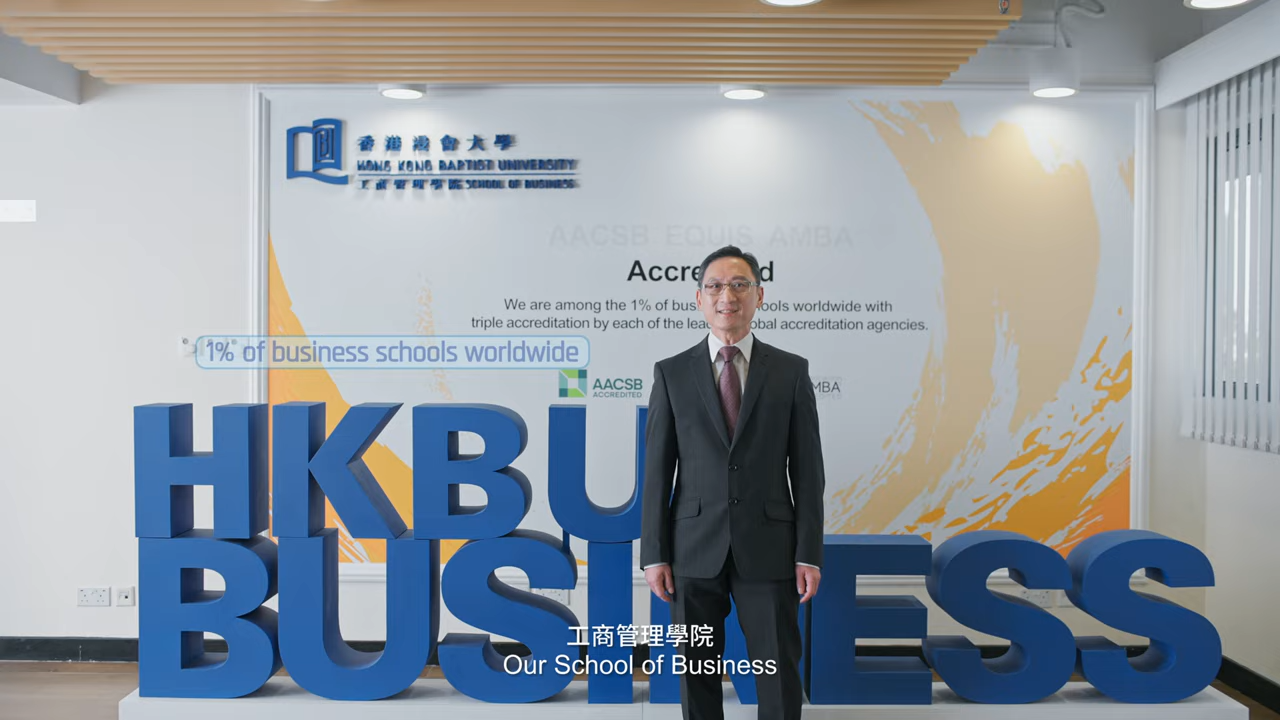 香港浸會大學
HONG KONG BAPTIST UNIVERSITY
工商管理學院 SCHOOL OF BUSINESS
AACSB EQUIS AMBA
Accre d
We are among the 1% of bus ools worldwide with
triple accreditation by each of the lea obal accreditation agencies.
1% of business schools worldwide
AACSB
ACCREDITED
MBA
HKBU
BUSINESS
工商管理學院
Our School of Business